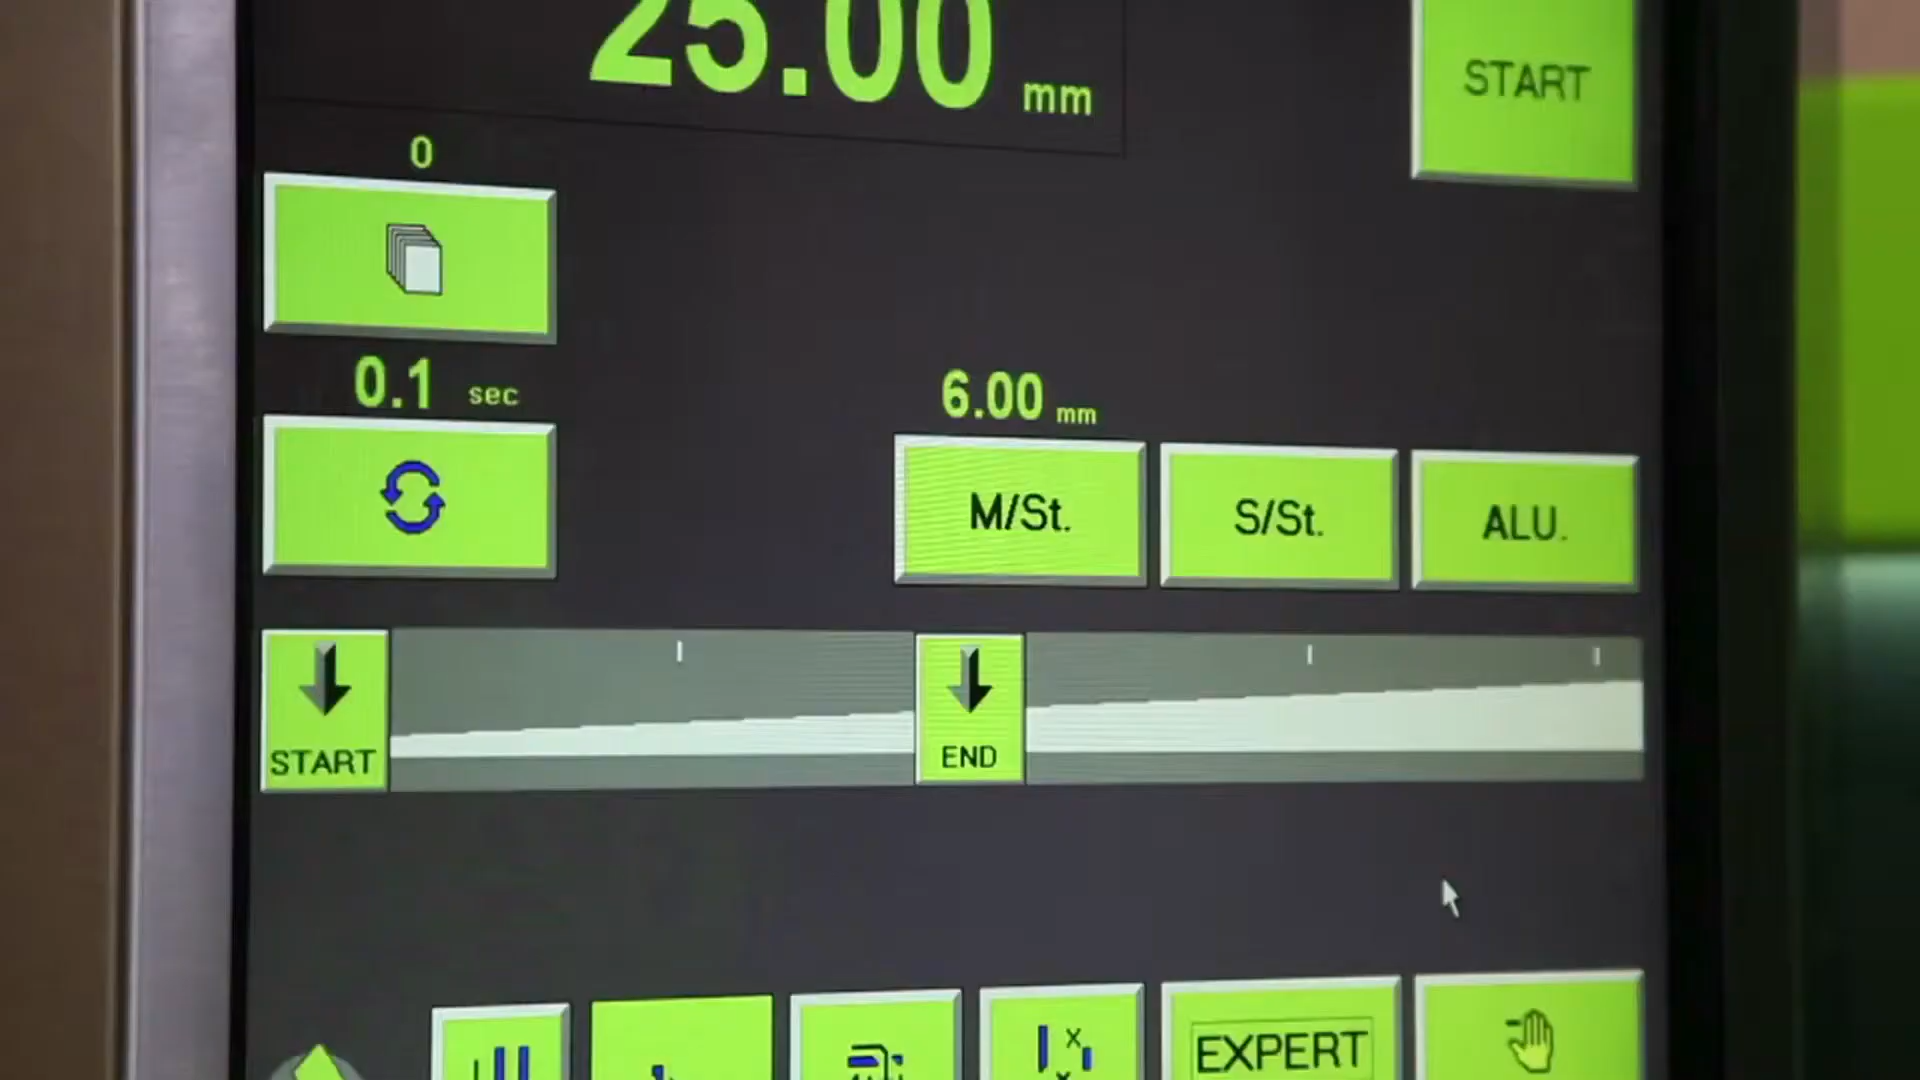 25.00 mm
START
0
0.1 sec
6.00 mm
M/St.
S/St.
ALU.
START
END
EXPERT